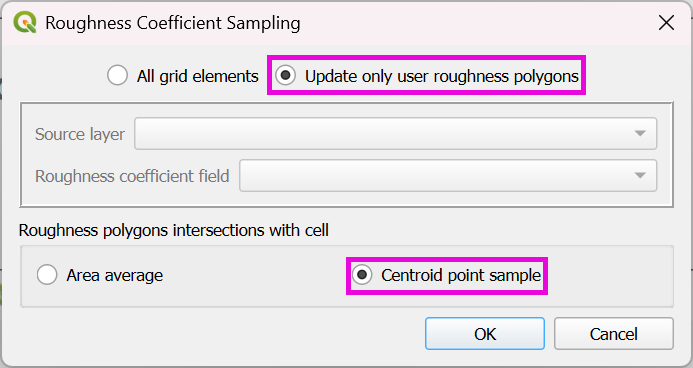 Roughness Coefficient Sampling
All grid elements Update only user roughness polygons
Source layer
Roughness coefficient field
Roughness polygons intersections with cell
Area average Centroid point sample
OK Cancel